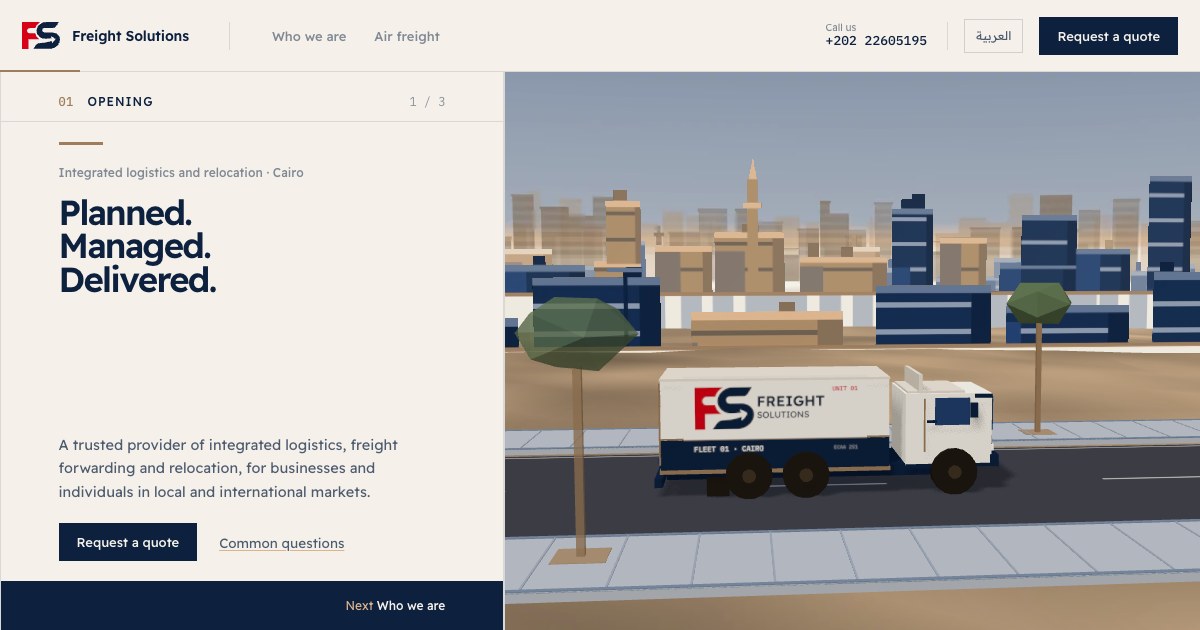 FS Freight Solutions
Who we are
Air freight
Call us
+202 22605195
العربية
Request a quote
01 OPENING
1 / 3
Integrated logistics and relocation · Cairo
Planned.
Managed.
Delivered.
A trusted provider of integrated logistics, freight
forwarding and relocation, for businesses and
individuals in local and international markets.
Request a quote
Common questions
Next Who we are
UNIT 01
FS FREIGHT
SOLUTIONS
FLEET 01 · CAIRO